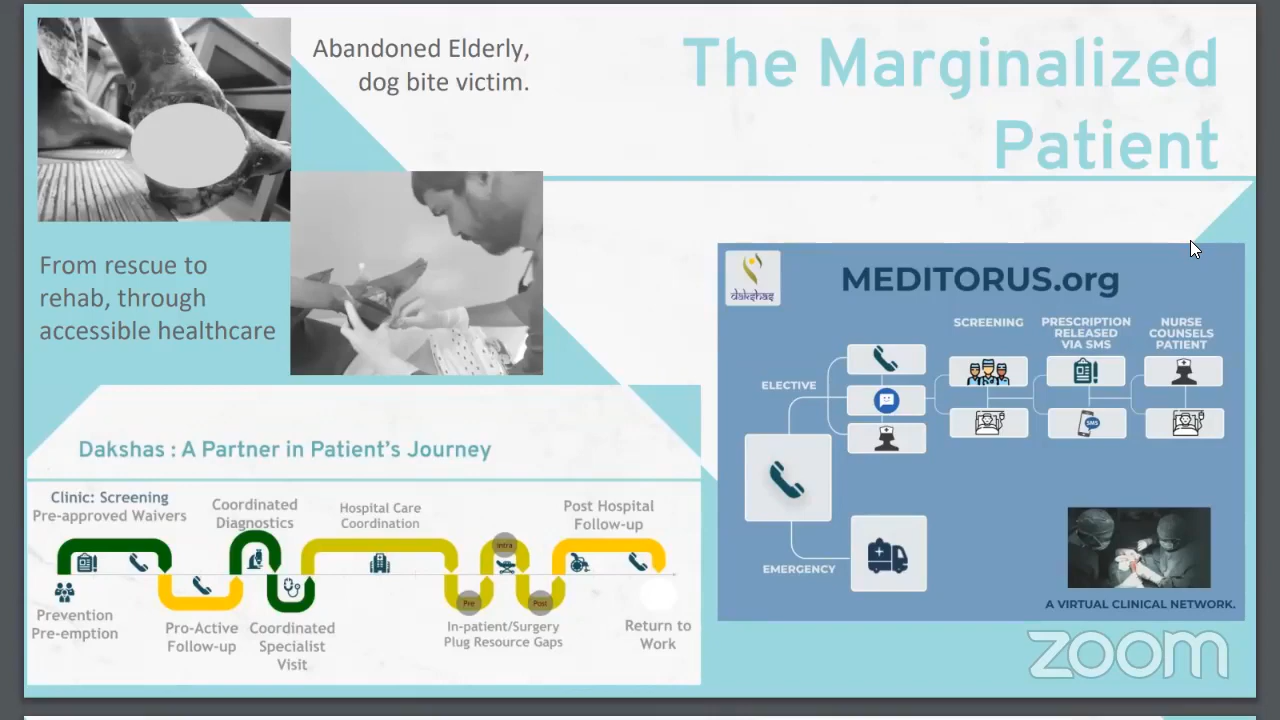 The Marginalized
Patient
Abandoned Elderly,
dog bite victim.
From rescue to
rehab, through
accessible healthcare
Dakshas : A Partner in Patient's Journey
Clinic: Screening
Pre-approved Waivers
Coordinated
Diagnostics
Hospital Care
Coordination
Post Hospital
Follow-up
Intra
Pre
Post
Prevention
Pre-emption
Pro-Active
Follow-up
Coordinated
Specialist
Visit
In-patient/Surgery
Plug Resource Gaps
Return to
Work
dakshas
MEDITORUS.org
SCREENING
PRESCRIPTION
RELEASED
VIA SMS
NURSE
COUNSELS
PATIENT
ELECTIVE
SMS
EMERGENCY
A VIRTUAL CLINICAL NETWORK.
zoom